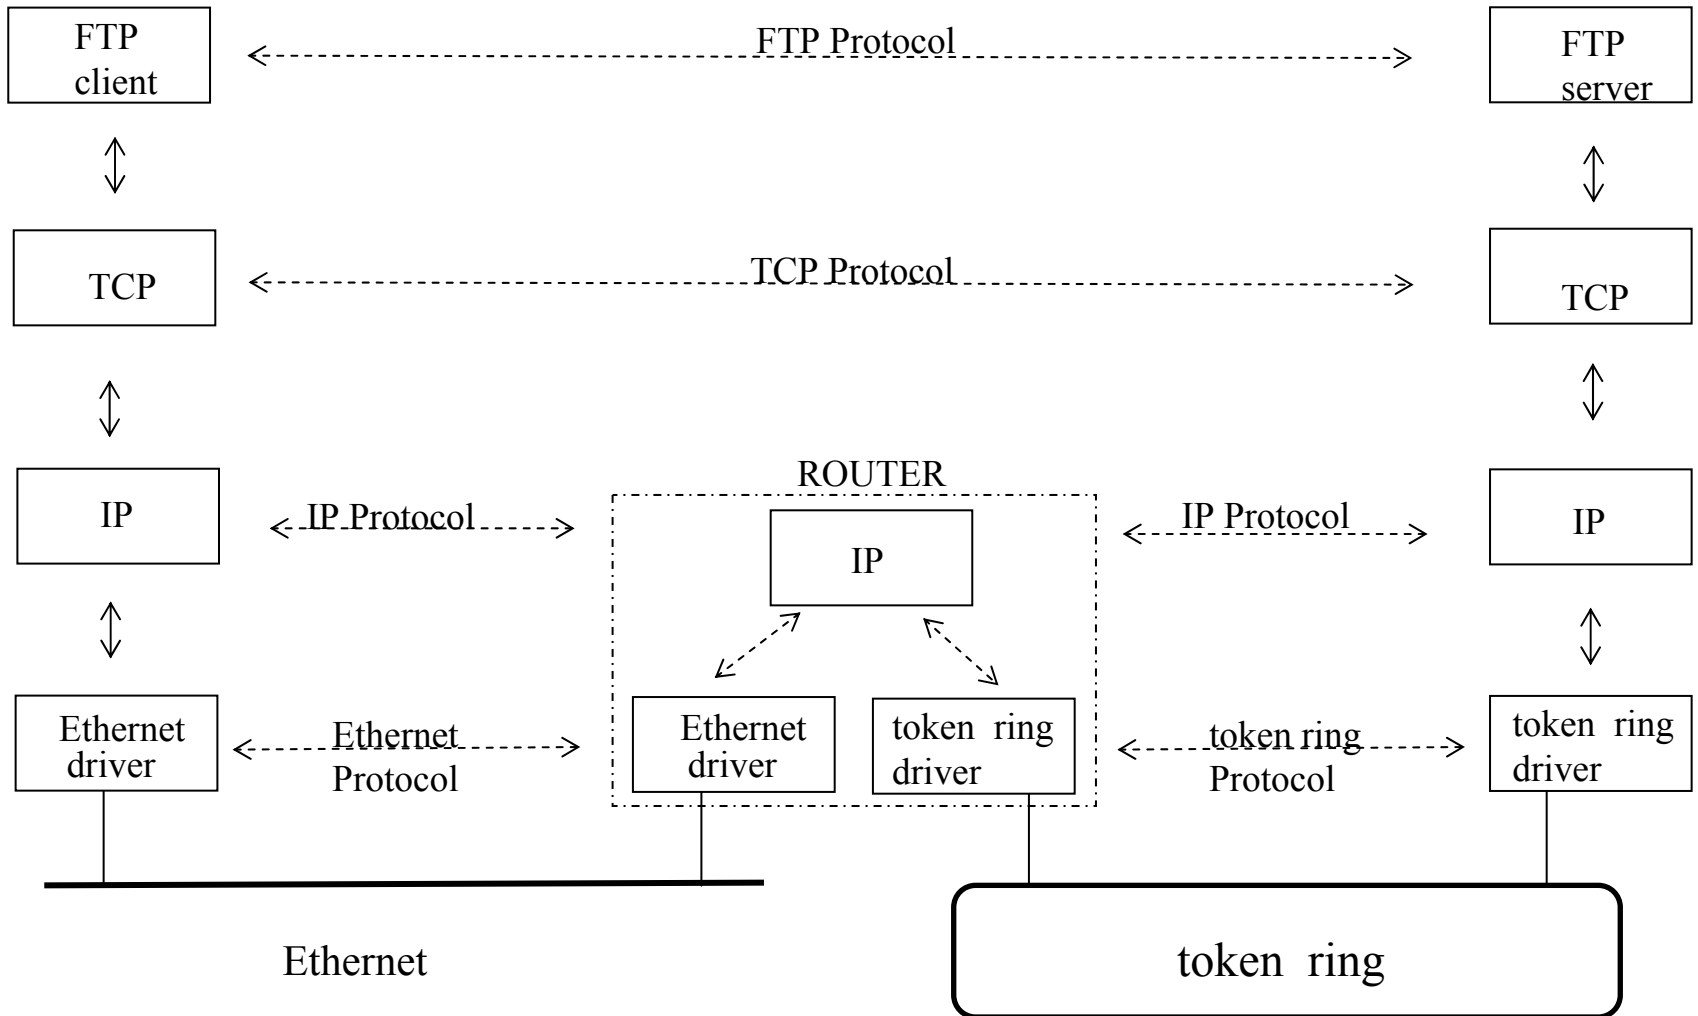 FTP
client
FTP Protocol
FTP
server
TCP
TCP Protocol
TCP
ROUTER
IP
IP Protocol
IP
IP Protocol
IP
Ethernet
driver
Ethernet
Protocol
Ethernet
driver
token ring
driver
token ring
Protocol
token ring
driver
Ethernet
token ring